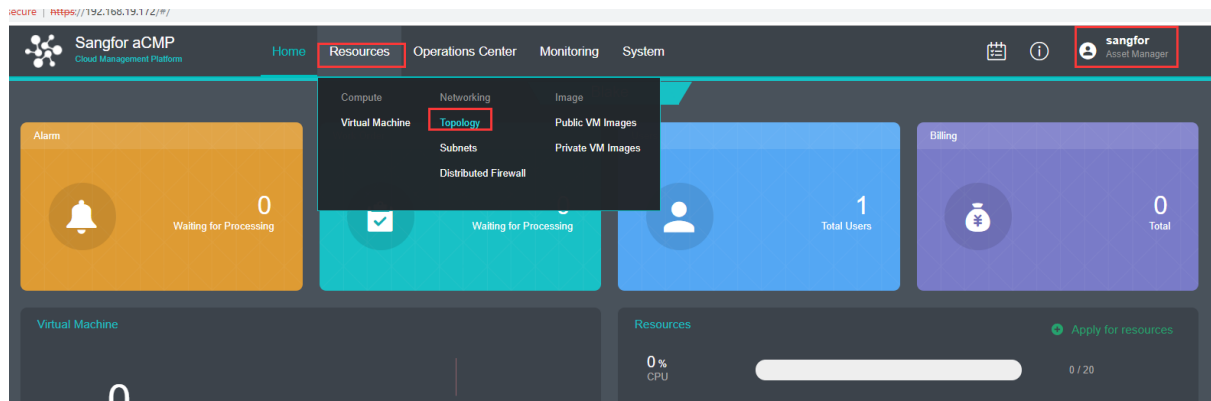 ecure | https://192.168.19.172/#/
Sangfor aCMP
Cloud Management Platform
Home Resources Operations Center Monitoring System
sangfor
Asset Manager
Compute Networking Image
Virtual Machine Topology Public VM Images
Subnets Private VM Images
Distributed Firewall
Alarm
0
Waiting for Processing
Waiting for Processing
1
Total Users
Billing
¥
0
Total
Virtual Machine
0
Resources
Apply for resources
0 %
CPU
0 / 20